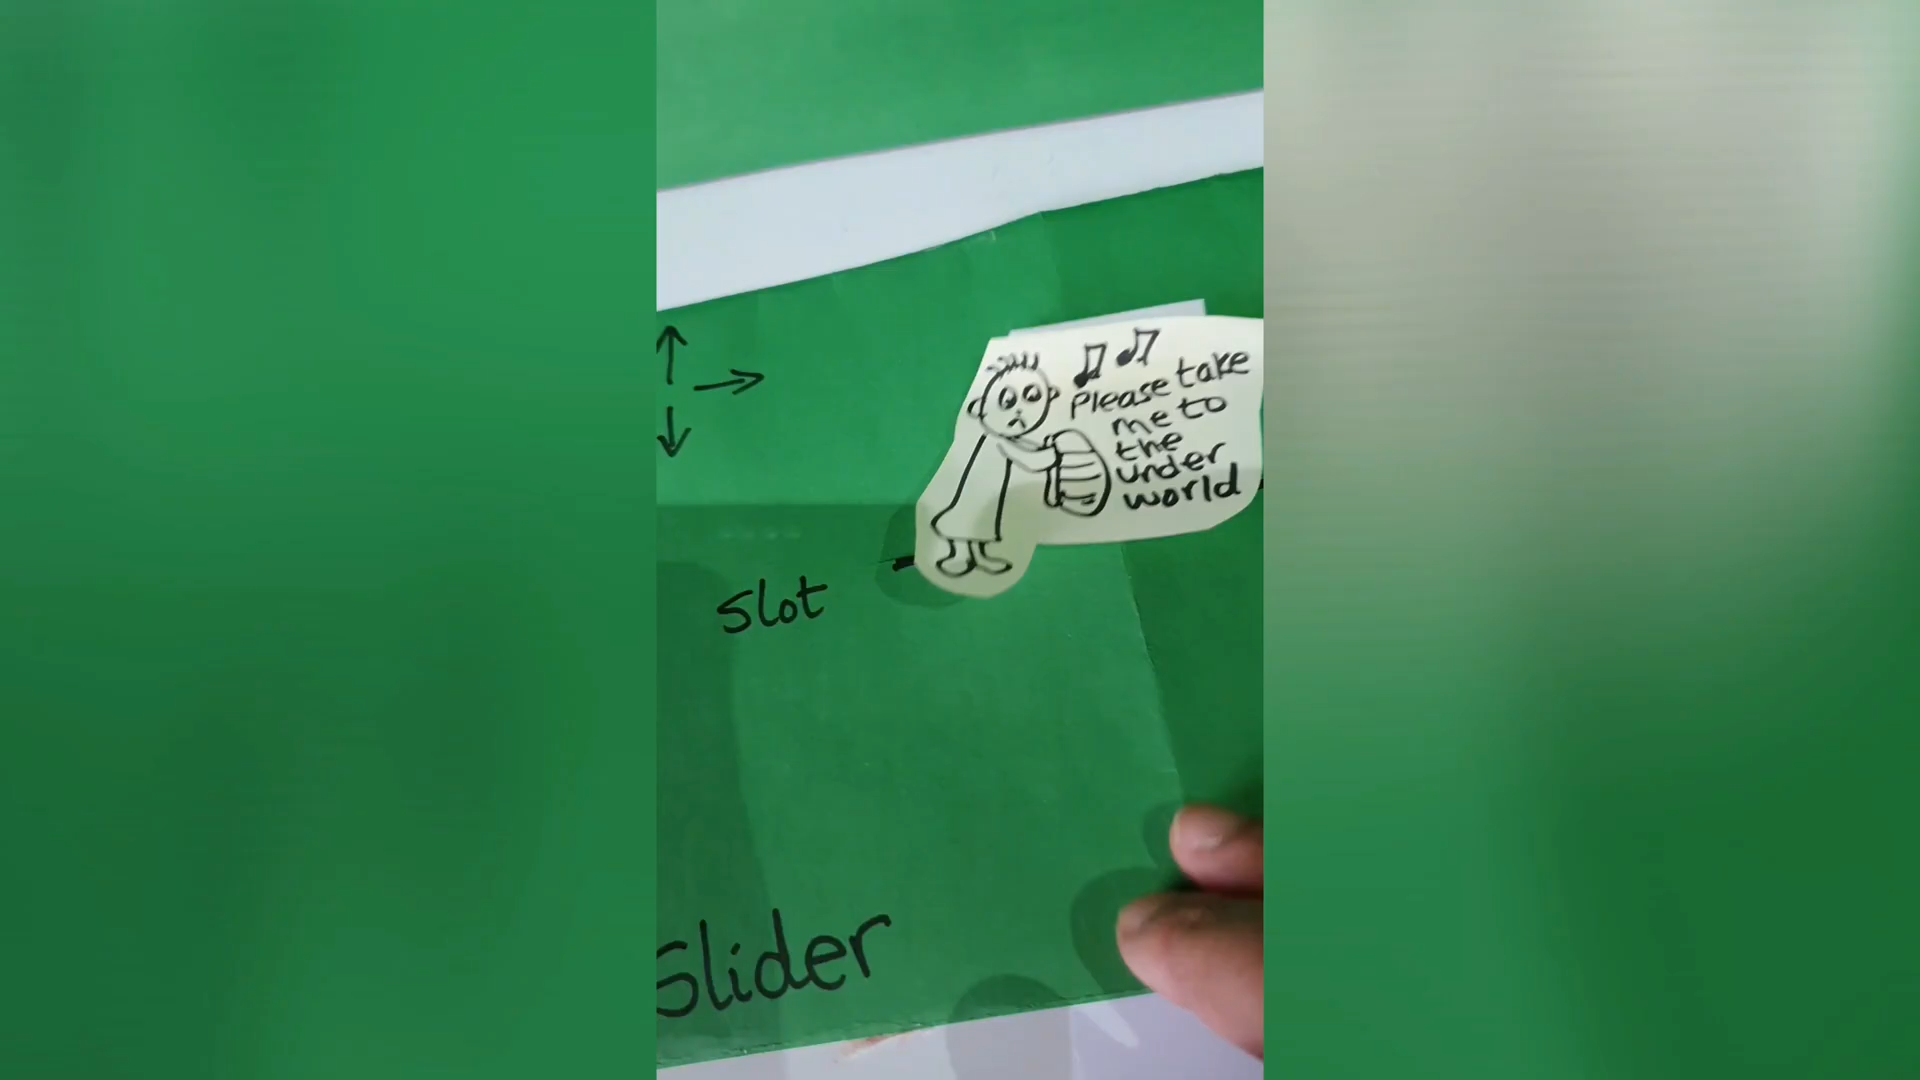 Please take
me to
the
under
world
Slot
Slider